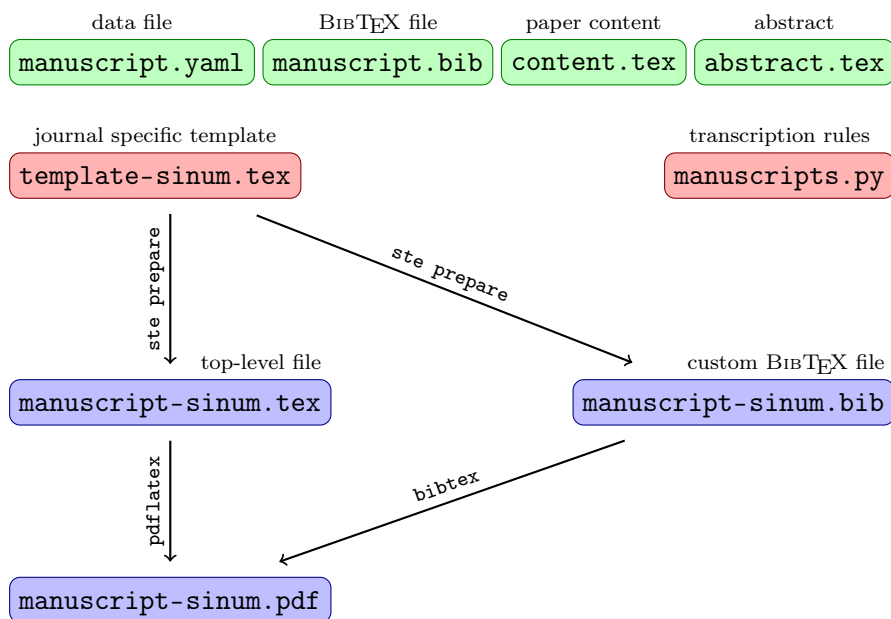 data file
BibTeX file
paper content
abstract
manuscript.yaml
manuscript.bib
content.tex
abstract.tex
journal specific template
transcription rules
template-sinum.tex
manuscripts.py
ste prepare
ste prepare
top-level file
custom BibTeX file
manuscript-sinum.tex
manuscript-sinum.bib
pdflatex
bibtex
manuscript-sinum.pdf